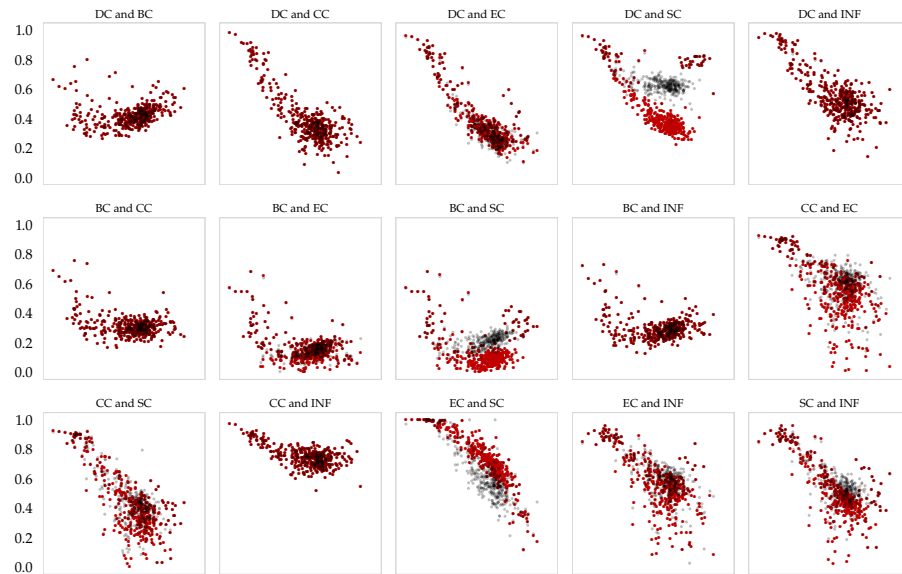 DC and BC
DC and CC
DC and EC
DC and SC
DC and INF
1.0
0.8
0.6
0.4
0.2
0.0
BC and CC
BC and EC
BC and SC
BC and INF
CC and EC
1.0
0.8
0.6
0.4
0.2
0.0
CC and SC
CC and INF
EC and SC
EC and INF
SC and INF
1.0
0.8
0.6
0.4
0.2
0.0